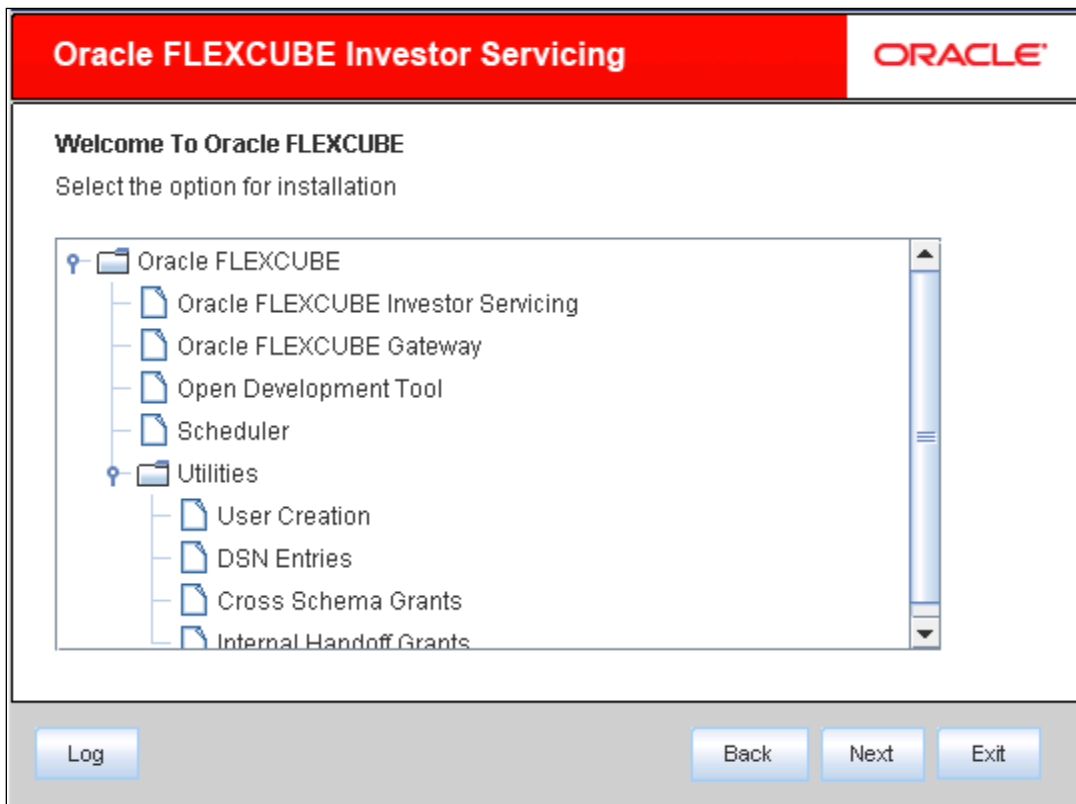 Oracle FLEXCUBE Investor Servicing
ORACLE
Welcome To Oracle FLEXCUBE
Select the option for installation
Oracle FLEXCUBE
Oracle FLEXCUBE Investor Servicing
Oracle FLEXCUBE Gateway
Open Development Tool
Scheduler
Utilities
User Creation
DSN Entries
Cross Schema Grants
Internal Handoff Grants
Log
Back
Next
Exit